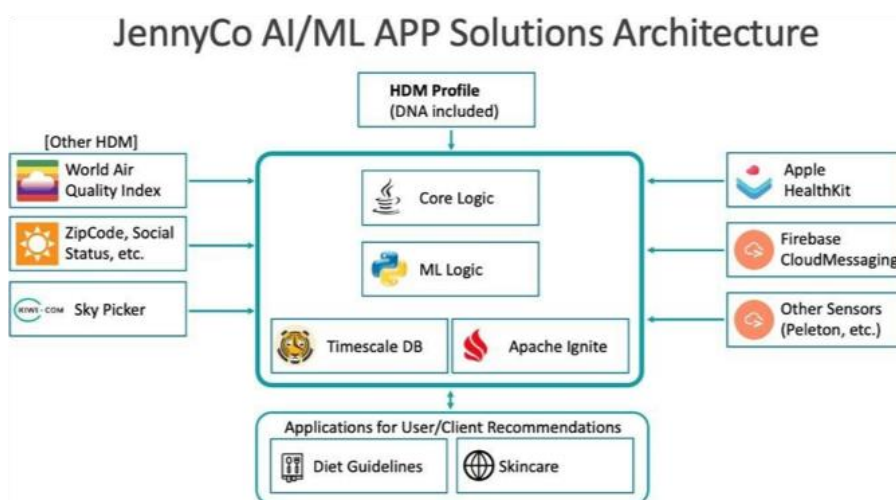 JennyCo AI/ML APP Solutions Architecture
HDM Profile
(DNA included)
[Other HDM]
World Air
Quality Index
ZipCode, Social
Status, etc.
KIWI-COM Sky Picker
Core Logic
ML Logic
Timescale DB
Apache Ignite
Apple
HealthKit
Firebase
CloudMessaging
Other Sensors
(Peleton, etc.)
Applications for User/Client Recommendations
Diet Guidelines
Skincare